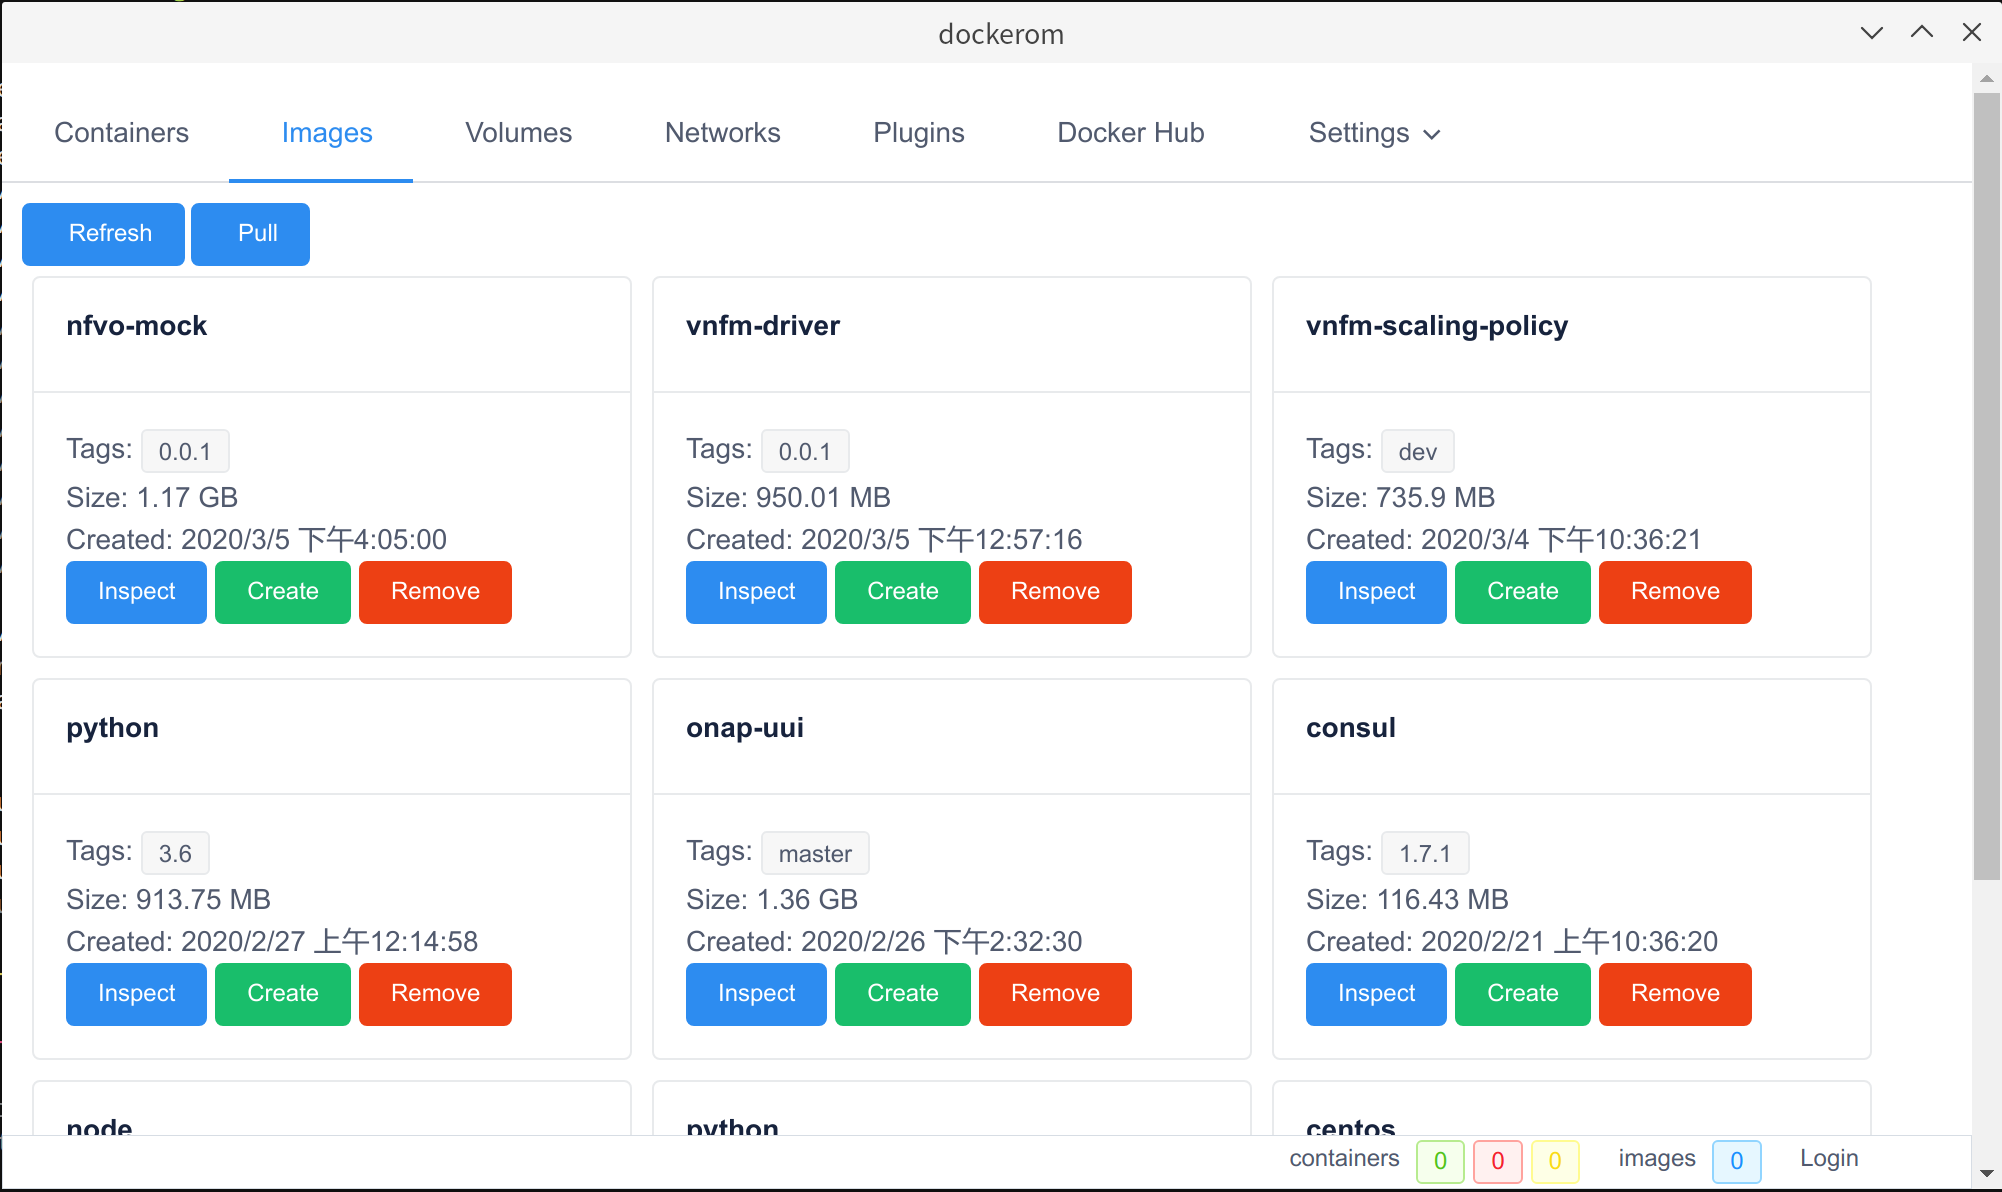 dockerom
Containers Images Volumes Networks Plugins Docker Hub Settings
Refresh Pull
nfvo-mock
Tags: 0.0.1
Size: 1.17 GB
Created: 2020/3/5 下午4:05:00
Inspect Create Remove
vnfm-driver
Tags: 0.0.1
Size: 950.01 MB
Created: 2020/3/5 下午12:57:16
Inspect Create Remove
vnfm-scaling-policy
Tags: dev
Size: 735.9 MB
Created: 2020/3/4 下午10:36:21
Inspect Create Remove
python
Tags: 3.6
Size: 913.75 MB
Created: 2020/2/27 上午12:14:58
Inspect Create Remove
onap-uui
Tags: master
Size: 1.36 GB
Created: 2020/2/26 下午2:32:30
Inspect Create Remove
consul
Tags: 1.7.1
Size: 116.43 MB
Created: 2020/2/21 上午10:36:20
Inspect Create Remove
node
python
centos
containers 0 0 0 images 0 Login